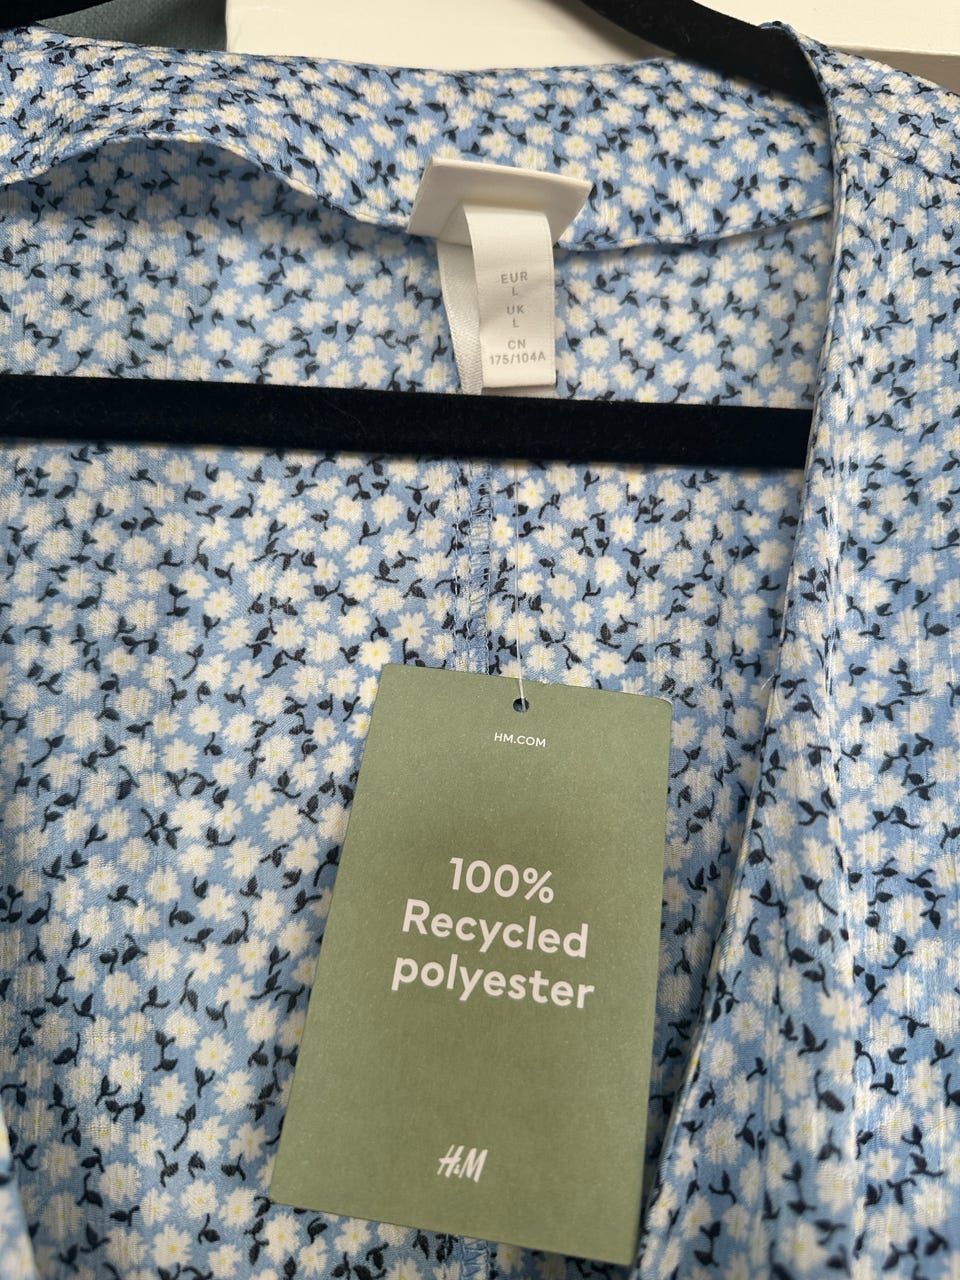 EUR
L
UK
L
CN
175/104A
HM.COM
100%
Recycled
polyester
H&M